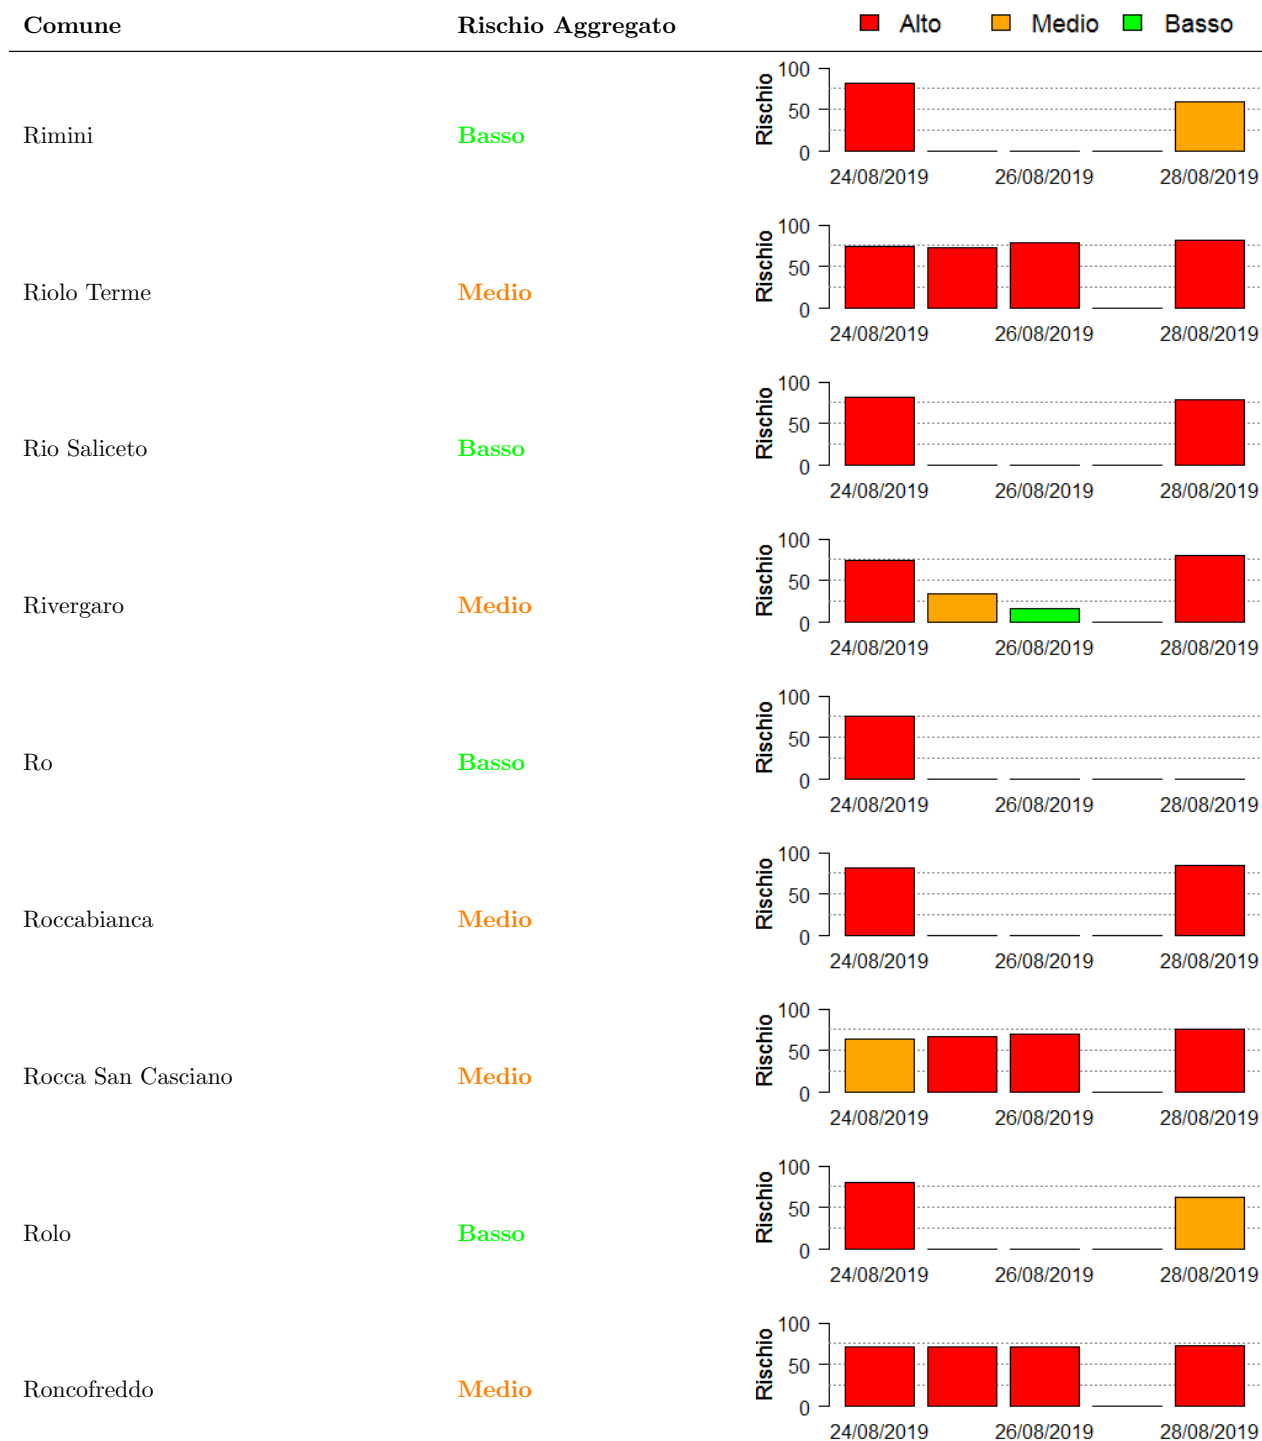 Comune Rischio Aggregato Alto Medio Basso
Rimini Basso Rischio 100 50 0
24/08/2019 26/08/2019 28/08/2019
Riolo Terme Medio Rischio 100 50 0
24/08/2019 26/08/2019 28/08/2019
Rio Saliceto Basso Rischio 100 50 0
24/08/2019 26/08/2019 28/08/2019
Rivergaro Medio Rischio 100 50 0
24/08/2019 26/08/2019 28/08/2019
Ro Basso Rischio 100 50 0
24/08/2019 26/08/2019 28/08/2019
Roccabianca Medio Rischio 100 50 0
24/08/2019 26/08/2019 28/08/2019
Rocca San Casciano Medio Rischio 100 50 0
24/08/2019 26/08/2019 28/08/2019
Rolo Basso Rischio 100 50 0
24/08/2019 26/08/2019 28/08/2019
Roncofreddo Medio Rischio 100 50 0
24/08/2019 26/08/2019 28/08/2019